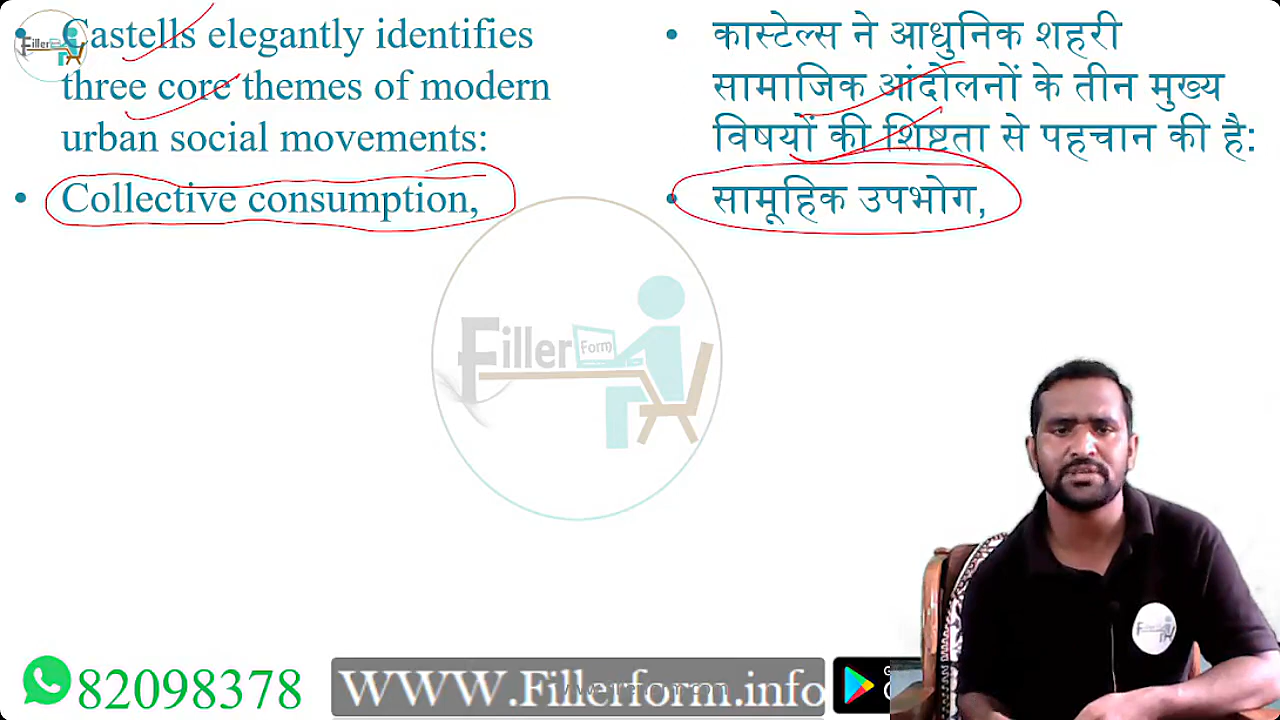 Castells elegantly identifies
three core themes of modern
urban social movements:
Collective consumption,
कास्टेल्स ने आधुनिक शहरी
सामाजिक आंदोलनों के तीन मुख्य
विषयों की शिष्टता से पहचान की है:
सामूहिक उपभोग,
Filler Form
82098378
WWW.Fillerform.info